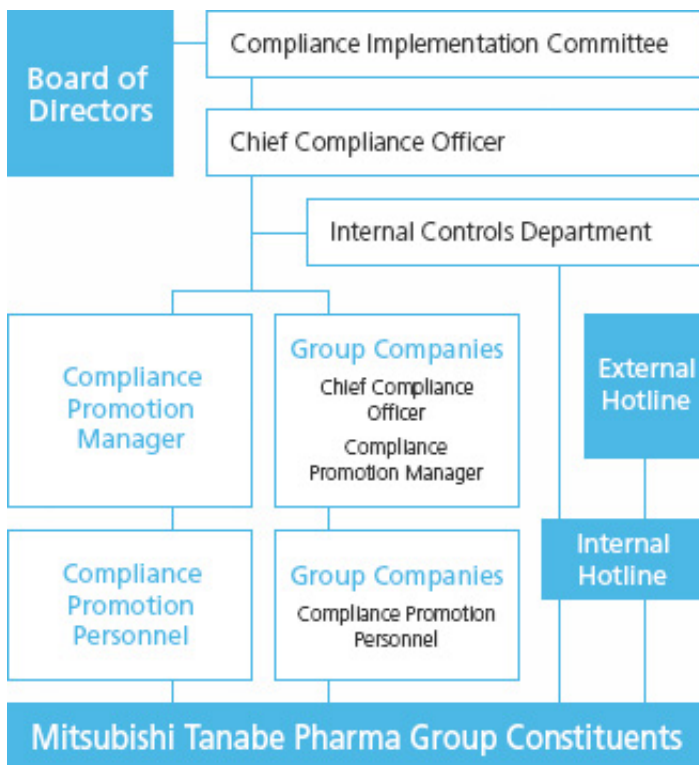 Board of
Directors
Compliance Implementation Committee
Chief Compliance Officer
Internal Controls Department
Compliance
Promotion
Manager
Group Companies
Chief Compliance
Officer
Compliance
Promotion Manager
External
Hotline
Compliance
Promotion
Personnel
Group Companies
Compliance Promotion
Personnel
Internal
Hotline
Mitsubishi Tanabe Pharma Group Constituents